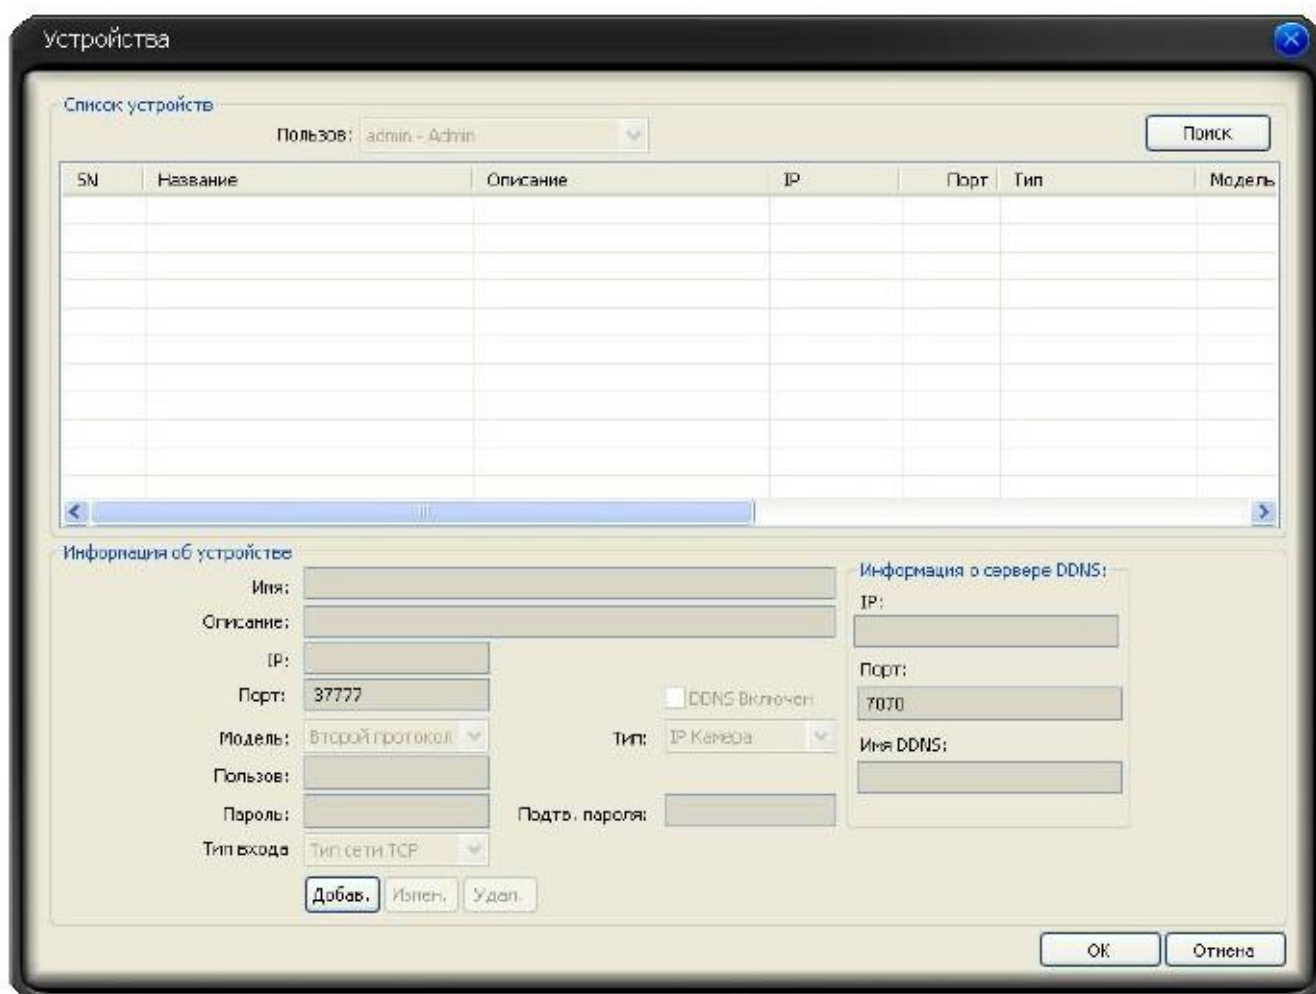 Устройства
Список устройств
Пользов: admin - Admin Поиск
SN Название Описание IP Порт Тип Модель
Информация об устройстве
Информация о сервере DDNS:
Имя:
IP:
Описание:
IP:
Порт:
Порт: 37777 DDNS Включен
7070
Модель: Второй протокол Тип: IP Камера
Имя DDNS:
Пользов:
Пароль: Подтв. пароля:
Тип входа Тип сети TCP
Добав. Измен. Удал.
OK Отмена